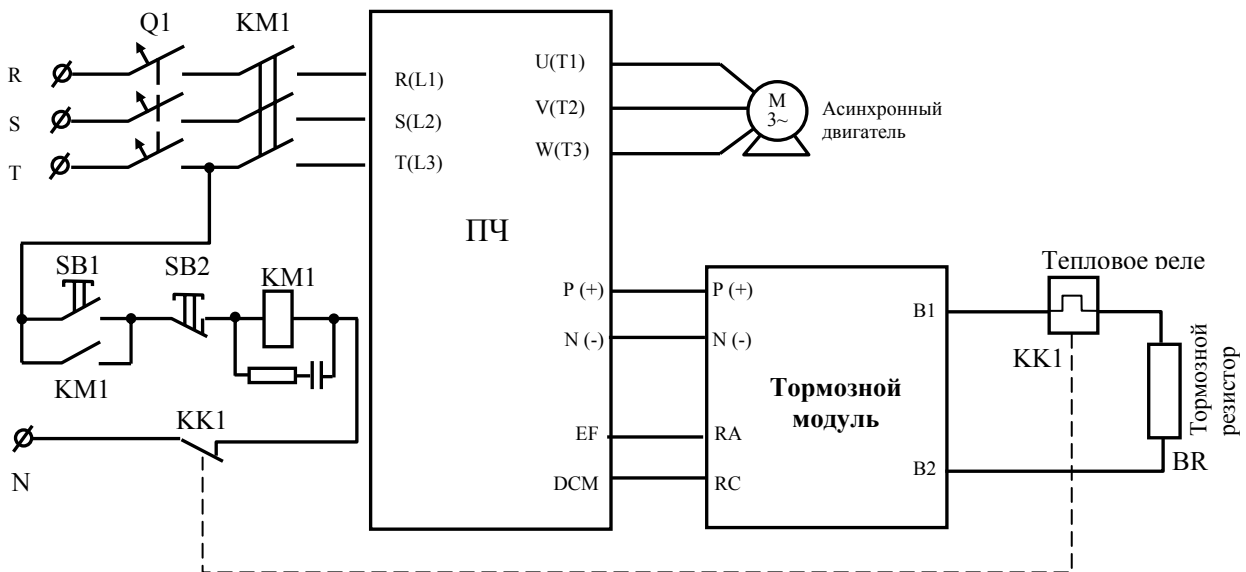 Q1
KM1
R
S
T
R(L1)
S(L2)
T(L3)
U(T1)
V(T2)
W(T3)
М
3~
Асинхронный
двигатель
ПЧ
SB1
SB2
KM1
KM1
KK1
N
P (+)
N (-)
EF
DCM
P (+)
N (-)
RA
RC
Тормозной
модуль
B1
B2
Тепловое реле
KK1
Тормозной
резистор
BR